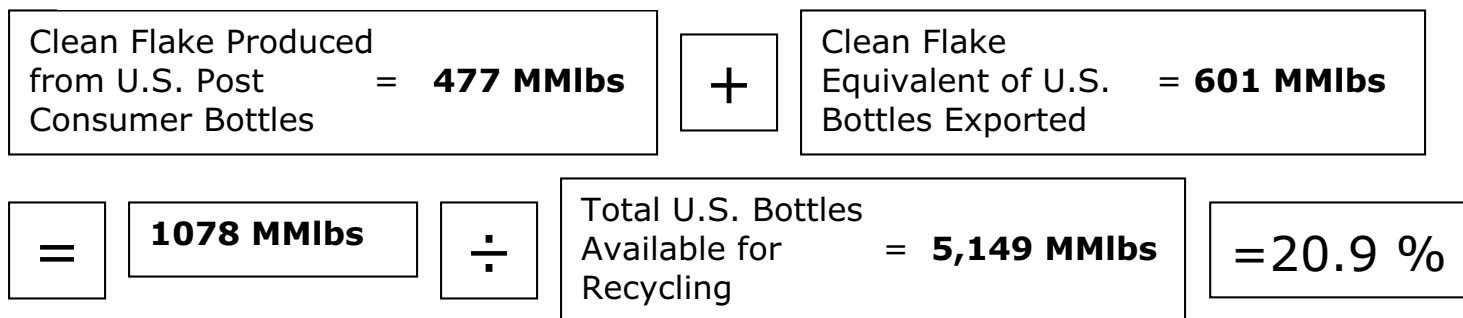 Clean Flake Produced
from U.S. Post = 477 MMlbs
Consumer Bottles
+
Clean Flake
Equivalent of U.S. = 601 MMlbs
Bottles Exported
=
1078 MMlbs
÷
Total U.S. Bottles
Available for = 5,149 MMlbs
Recycling
=20.9 %